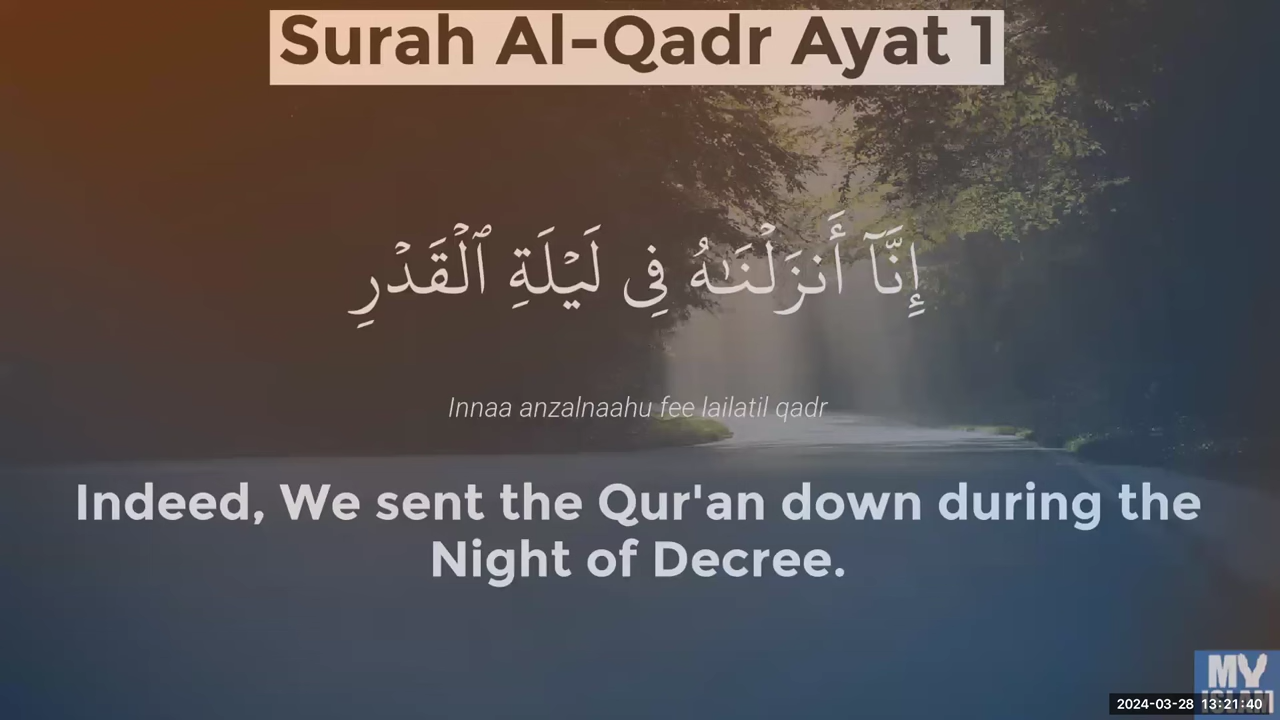 Surah Al-Qadr Ayat 1
إِنَّآ أَنزَلْنَـٰهُ فِى لَيْلَةِ ٱلْقَدْرِ
Innaa anzalnaahu fee lailatil qadr
Indeed, We sent the Qur'an down during the
Night of Decree.
MY
ISLAM
2024-03-28 13:21:40